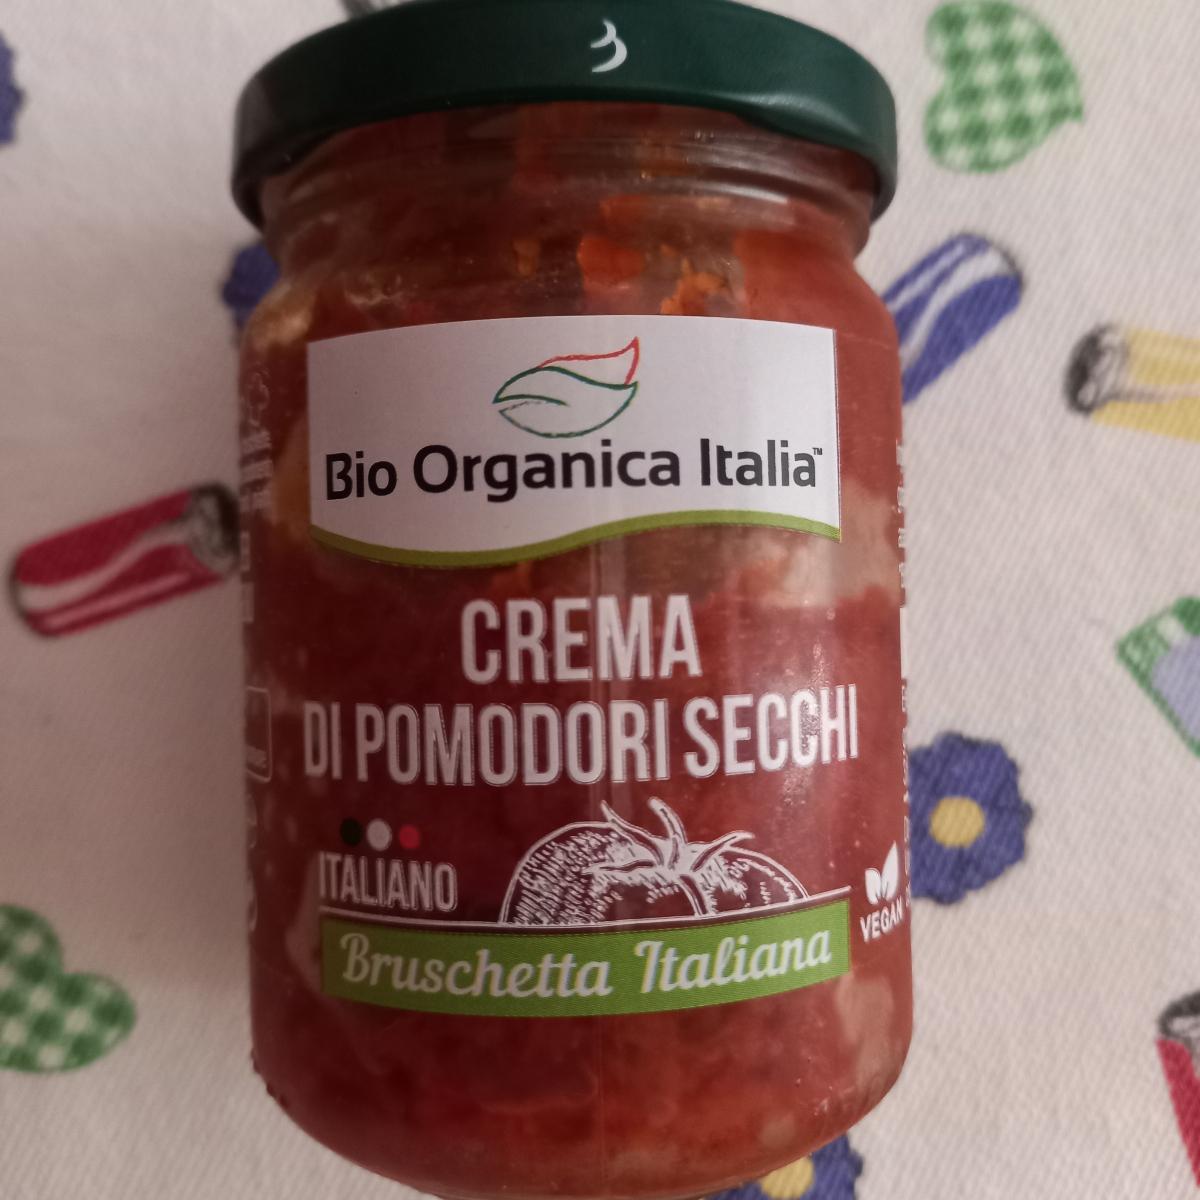 Bio Organica Italia™
CREMA
DI POMODORI SECCHI
ITALIANO
VEGAN
Bruschetta Italiana